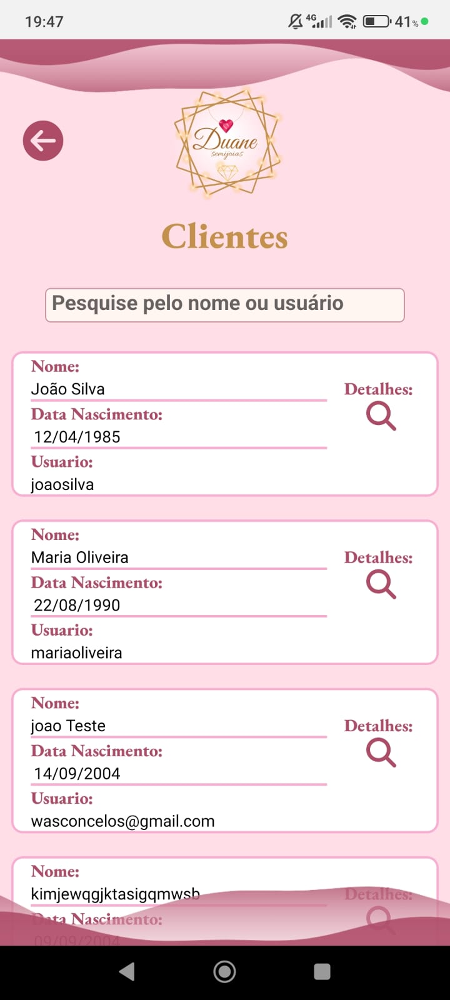 19:47
4G
41%
Duane
semijoias
Clientes
Pesquise pelo nome ou usuário
Nome:
João Silva
Detalhes:
Data Nascimento:
12/04/1985
Usuario:
joaosilva
Nome:
Maria Oliveira
Detalhes:
Data Nascimento:
22/08/1990
Usuario:
mariaoliveira
Nome:
joao Teste
Detalhes:
Data Nascimento:
14/09/2004
Usuario:
wasconcelos@gmail.com
Nome:
kimjewqgjktasigqmwsb
Detalhes:
Data Nascimento:
09/09/2004